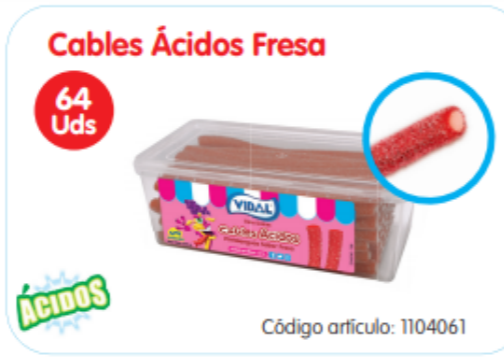 Cables Ácidos Fresa
64
Uds
VIDAL
Cables Ácidos
ÁCIDOS
Código artículo: 1104061